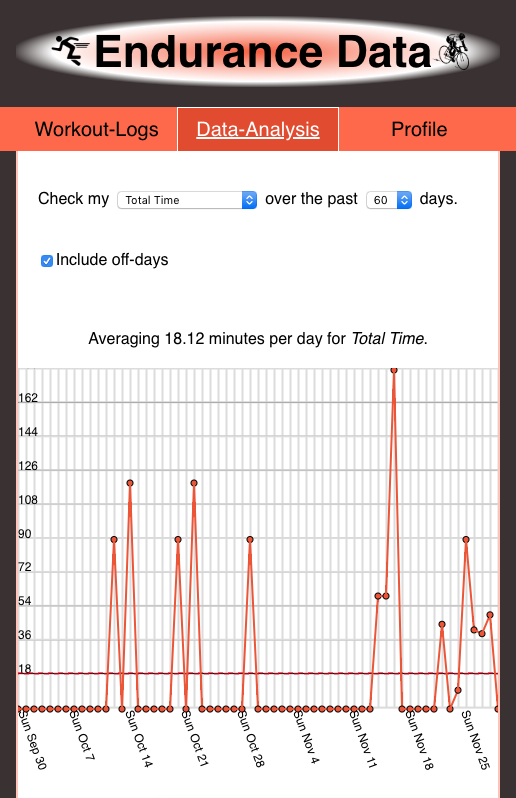 Endurance Data
Workout-Logs Data-Analysis Profile
Check my Total Time over the past 60 days.
Include off-days
Averaging 18.12 minutes per day for Total Time.
162
144
126
108
90
72
54
36
18
Sun Sep 30 Sun Oct 7 Sun Oct 14 Sun Oct 21 Sun Oct 28 Sun Nov 4 Sun Nov 11 Sun Nov 18 Sun Nov 25